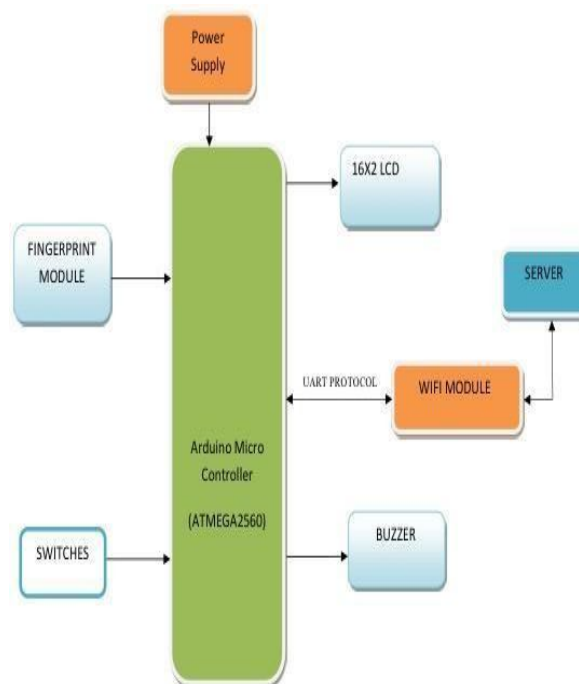 Power
Supply
16X2 LCD
FINGERPRINT
MODULE
SERVER
UART PROTOCOL
WIFI MODULE
Arduino Micro
Controller
(ATMEGA2560)
BUZZER
SWITCHES